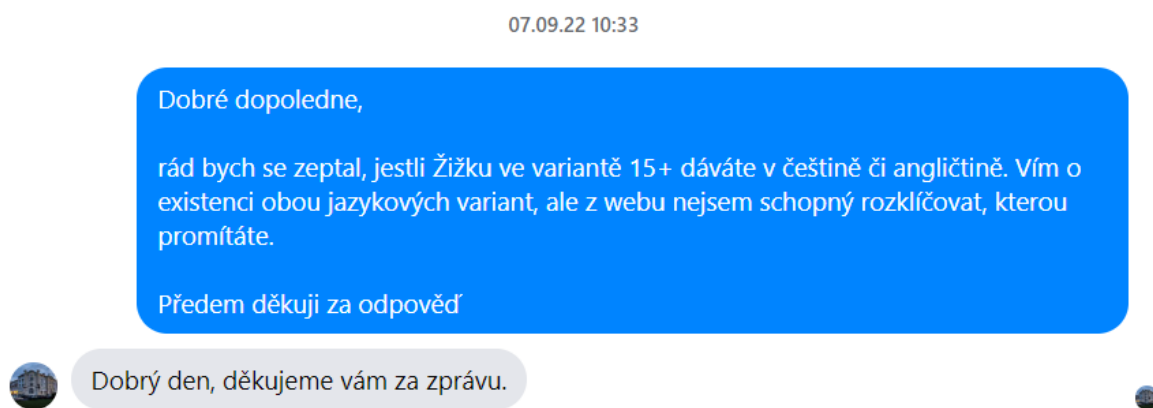 07.09.22 10:33
Dobré dopoledne,
rád bych se zeptal, jestli Žižku ve variantě 15+ dáváte v češtině či angličtině. Vím o
existenci obou jazykových variant, ale z webu nejsem schopný rozklíčovat, kterou
promítáte.
Předem děkuji za odpověď
Dobrý den, děkujeme vám za zprávu.